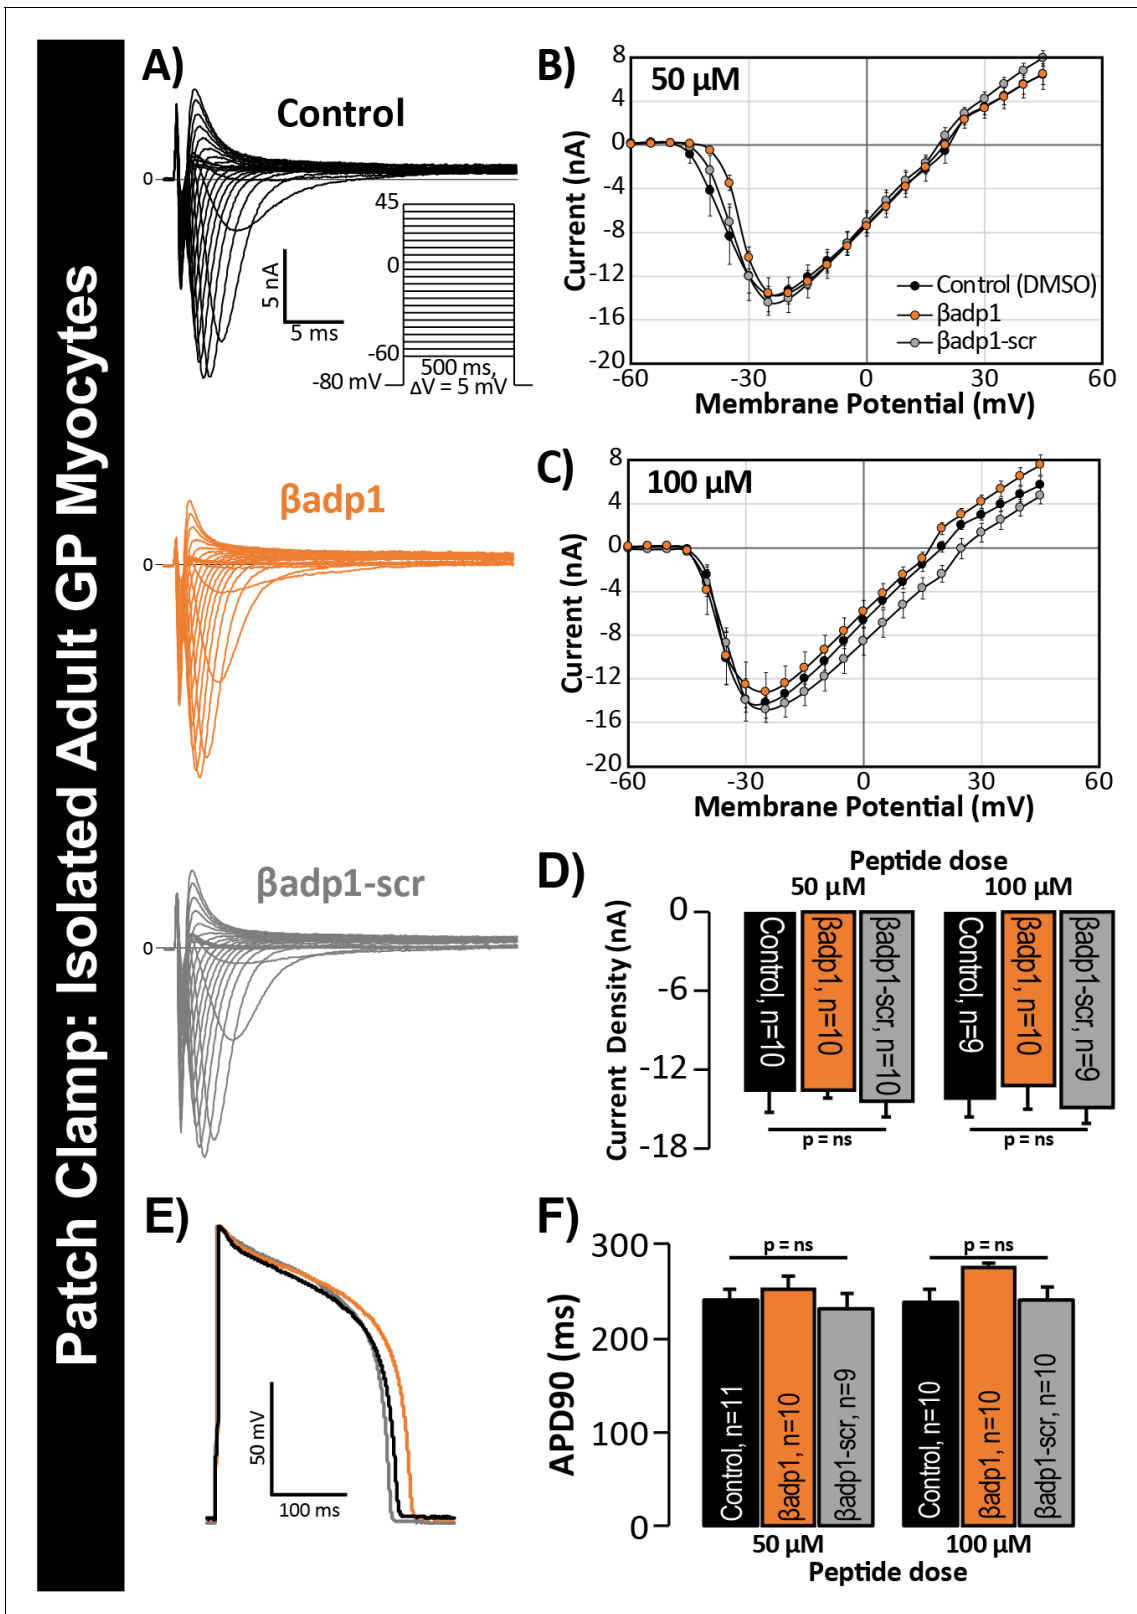 Patch Clamp: Isolated Adult GP Myocytes
A)
Control
0
5 nA
5 ms
45
0
-60
-80 mV
500 ms,
ΔV = 5 mV
βadp1
0
βadp1-scr
0
B)
50 µM
Current (nA)
8
4
0
-4
-8
-12
-16
-20
Control (DMSO)
βadp1
βadp1-scr
-60 -30 0 30 60
Membrane Potential (mV)
C)
100 µM
Current (nA)
8
4
0
-4
-8
-12
-16
-20
-60 -30 0 30 60
Membrane Potential (mV)
D)
Peptide dose
50 µM 100 µM
Current Density (nA)
0
-6
-12
-18
Control, n=10
βadp1, n=10
βadp1-scr, n=10
Control, n=9
βadp1, n=10
βadp1-scr, n=9
p = ns
p = ns
E)
50 mV
100 ms
F)
APD90 (ms)
300
200
100
0
p = ns
p = ns
Control, n=11
βadp1, n=10
βadp1-scr, n=9
Control, n=10
βadp1, n=10
βadp1-scr, n=10
50 µM 100 µM
Peptide dose